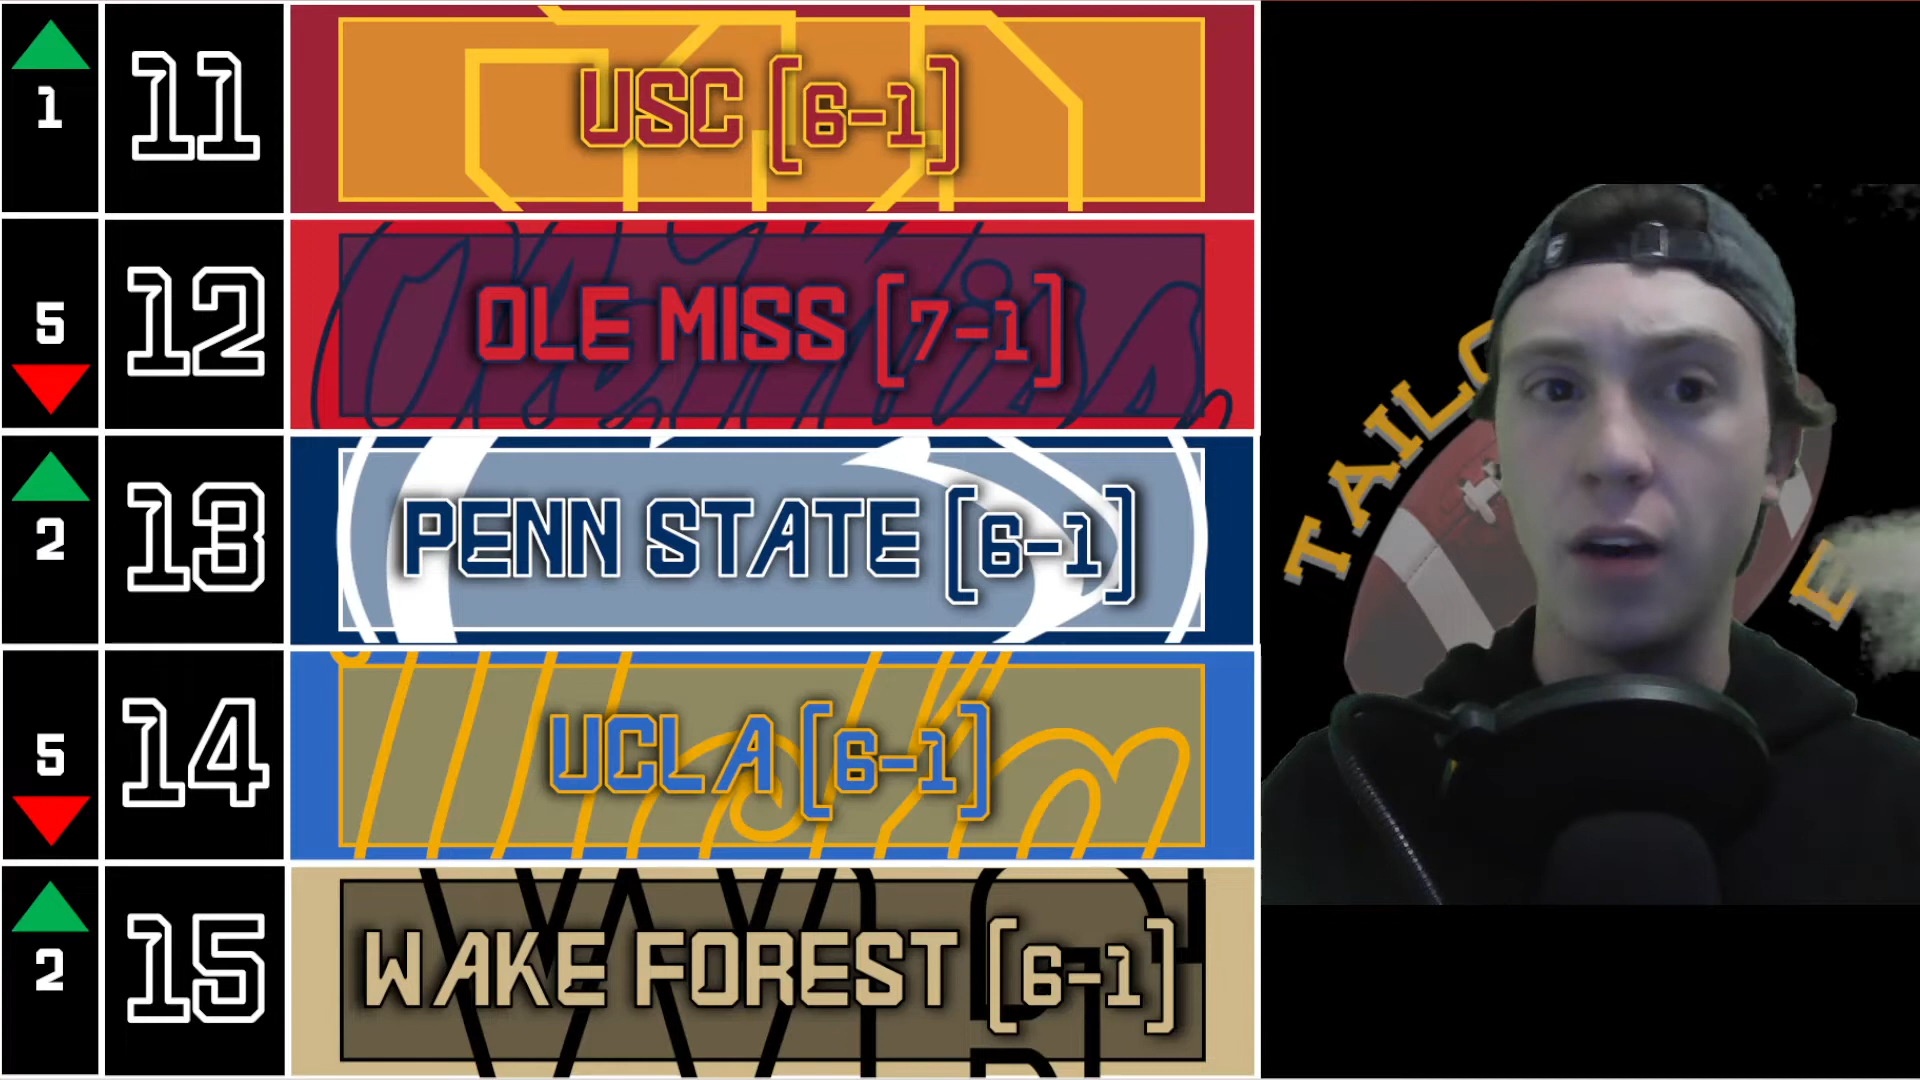 1 11 USC [6-1]
5 12 OLE MISS [7-1]
2 13 PENN STATE [6-1]
5 14 UCLA [6-1]
2 15 WAKE FOREST [6-1]